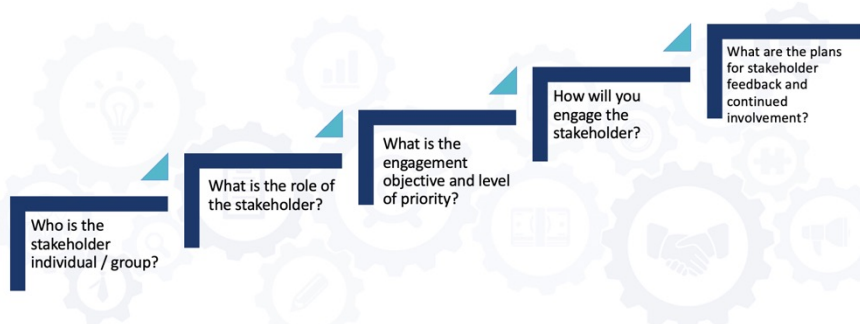 Who is the
stakeholder
individual / group?
What is the role of
the stakeholder?
What is the
engagement
objective and level
of priority?
How will you
engage the
stakeholder?
What are the plans
for stakeholder
feedback and
continued
involvement?